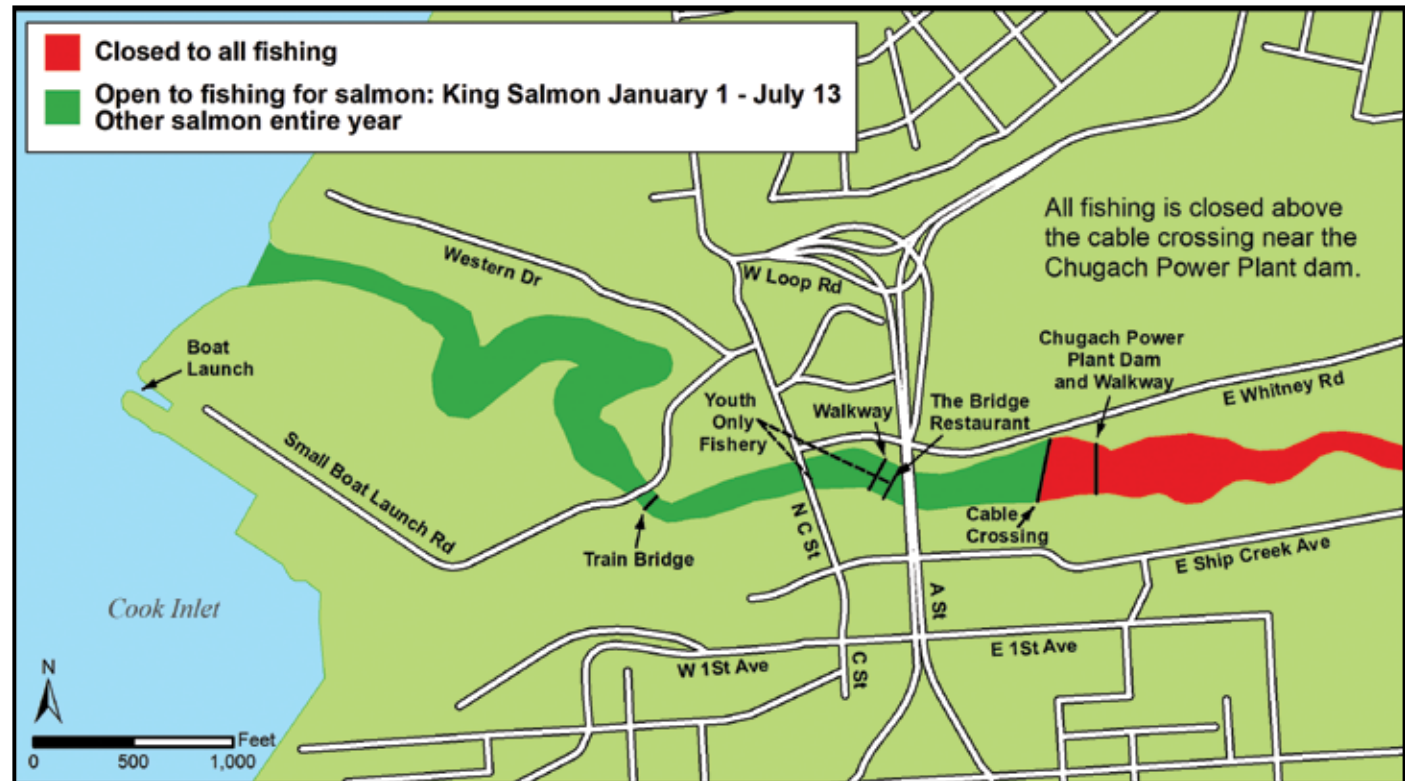 Closed to all fishing
Open to fishing for salmon: King Salmon January 1 - July 13
Other salmon entire year
All fishing is closed above
the cable crossing near the
Chugach Power Plant dam.
Western Dr
W Loop Rd
Boat
Launch
Chugach Power
Plant Dam
and Walkway
E Whitney Rd
Youth
Only
Fishery
Walkway
The Bridge
Restaurant
Small Boat Launch Rd
N C St
Cable
Crossing
Train Bridge
E Ship Creek Ave
Cook Inlet
A St
E 1St Ave
W 1St Ave
C St
N
Feet
0 500 1,000